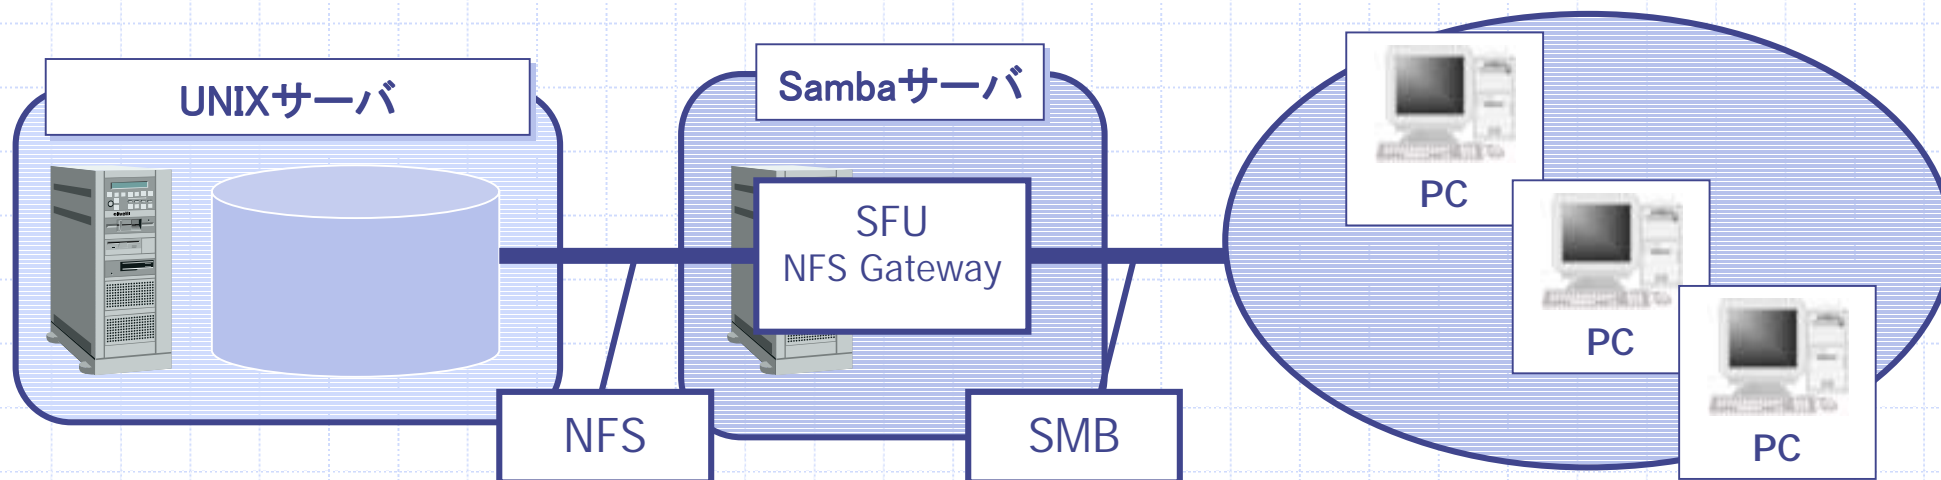 UNIXサーバ
Sambaサーバ
SFU
NFS Gateway
NFS
SMB
PC
PC
PC